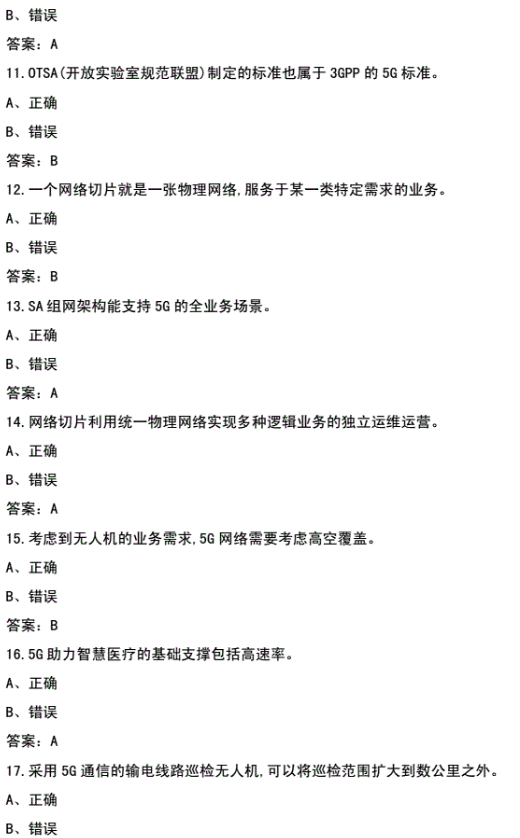 B、错误
答案：A
11.OTSA(开放实验室规范联盟)制定的标准也属于 3GPP 的 5G 标准。
A、正确
B、错误
答案：B
12.一个网络切片就是一张物理网络,服务于某一类特定需求的业务。
A、正确
B、错误
答案：B
13.SA 组网架构能支持 5G 的全业务场景。
A、正确
B、错误
答案：A
14.网络切片利用统一物理网络实现多种逻辑业务的独立运维运营。
A、正确
B、错误
答案：A
15.考虑到无人机的业务需求,5G 网络需要考虑高空覆盖。
A、正确
B、错误
答案：B
16.5G 助力智慧医疗的基础支撑包括高速率。
A、正确
B、错误
答案：A
17.采用 5G 通信的输电线路巡检无人机,可以将巡检范围扩大到数公里之外。
A、正确
B、错误